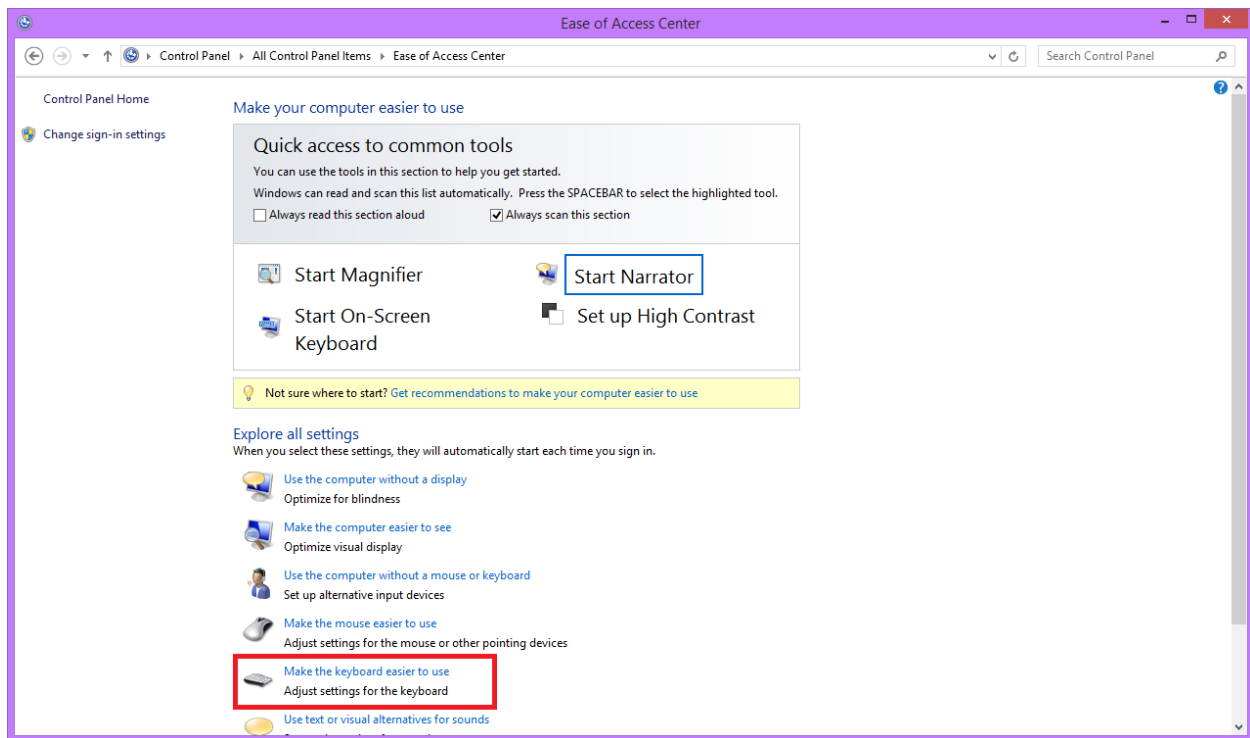 Ease of Access Center
Control Panel All Control Panel Items Ease of Access Center
Search Control Panel
Control Panel Home
Change sign-in settings
Make your computer easier to use
Quick access to common tools
You can use the tools in this section to help you get started.
Windows can read and scan this list automatically. Press the SPACEBAR to select the highlighted tool.
Always read this section aloud
Always scan this section
Start Magnifier
Start Narrator
Start On-Screen
Keyboard
Set up High Contrast
Not sure where to start? Get recommendations to make your computer easier to use
Explore all settings
When you select these settings, they will automatically start each time you sign in.
Use the computer without a display
Optimize for blindness
Make the computer easier to see
Optimize visual display
Use the computer without a mouse or keyboard
Set up alternative input devices
Make the mouse easier to use
Adjust settings for the mouse or other pointing devices
Make the keyboard easier to use
Adjust settings for the keyboard
Use text or visual alternatives for sounds